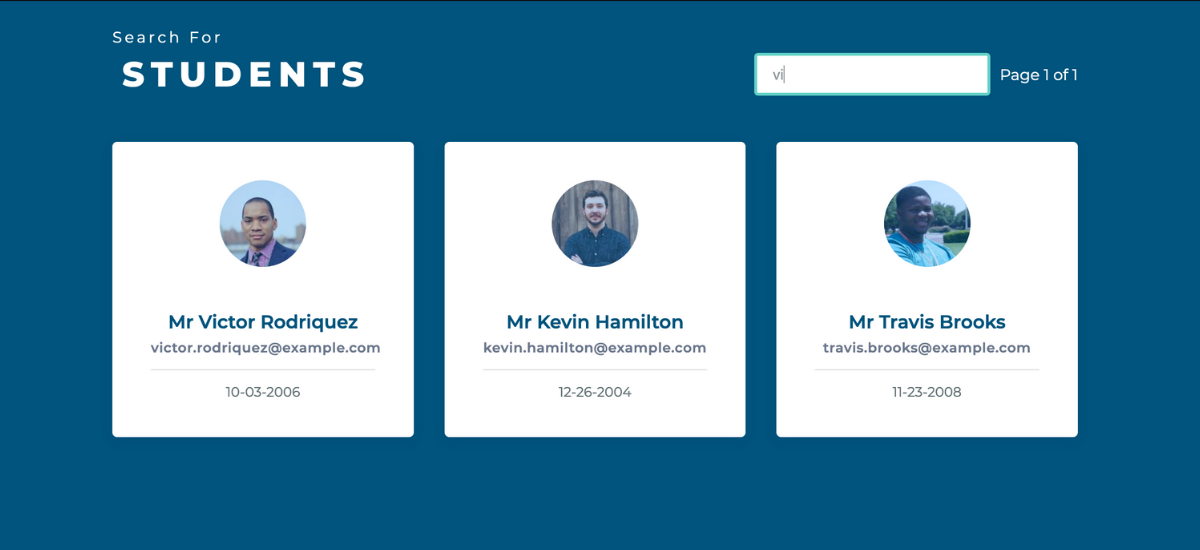 Search For
STUDENTS
vi
Page 1 of 1
Mr Victor Rodriquez
victor.rodriquez@example.com
10-03-2006
Mr Kevin Hamilton
kevin.hamilton@example.com
12-26-2004
Mr Travis Brooks
travis.brooks@example.com
11-23-2008